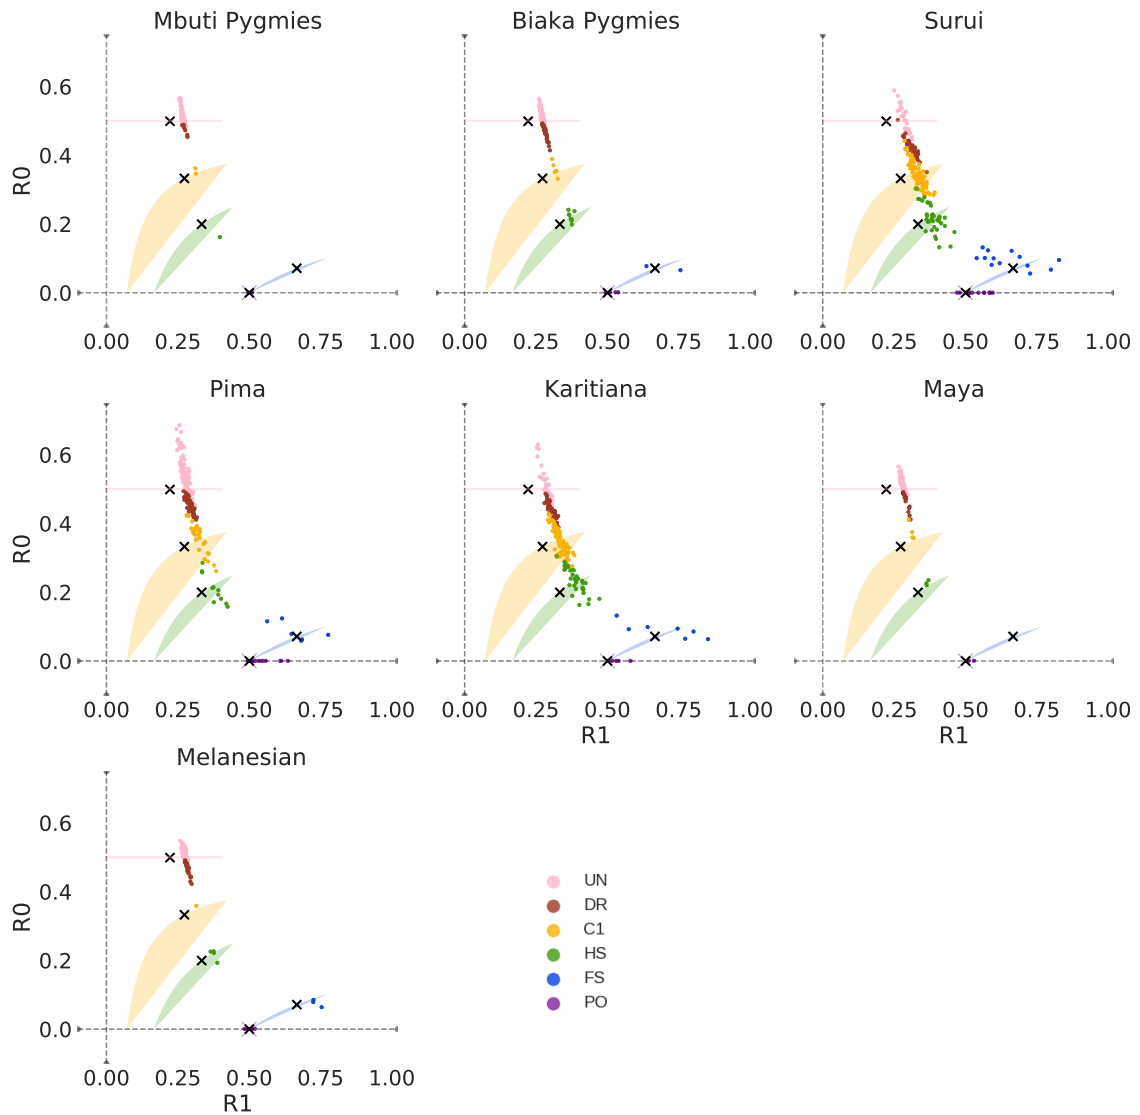 Mbuti Pygmies Biaka Pygmies Surui
0.6
0.4
R0
0.2
0.0
0.00 0.25 0.50 0.75 1.00 0.00 0.25 0.50 0.75 1.00 0.00 0.25 0.50 0.75 1.00
Pima Karitiana Maya
0.6
0.4
R0
0.2
0.0
0.00 0.25 0.50 0.75 1.00 0.00 0.25 0.50 0.75 1.00 0.00 0.25 0.50 0.75 1.00
R1 R1
Melanesian
0.6
0.4
R0
0.2
0.0
0.00 0.25 0.50 0.75 1.00
R1
UN
DR
C1
HS
FS
PO